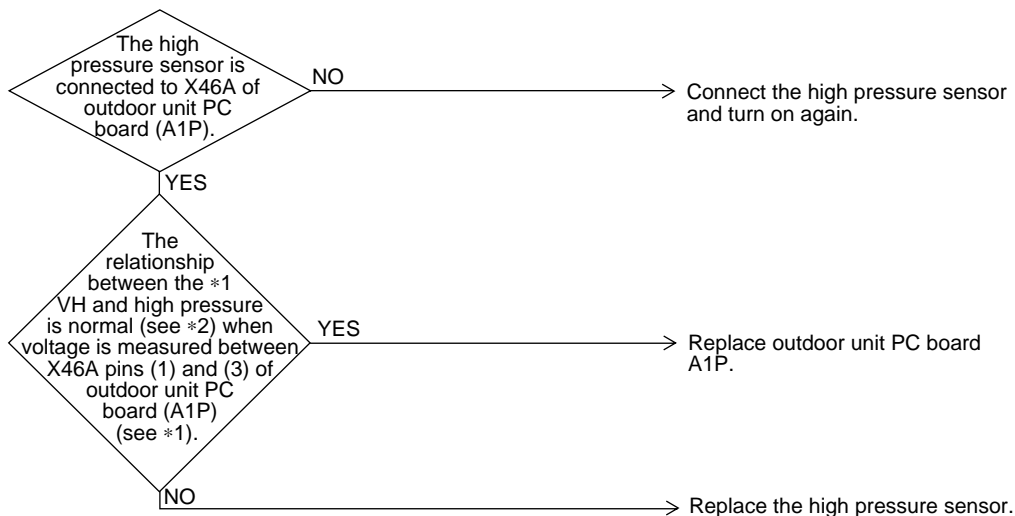 The high
pressure sensor is
connected to X46A of
outdoor unit PC
board (A1P).
NO
Connect the high pressure sensor
and turn on again.
YES
The
relationship
between the *1
VH and high pressure
is normal (see *2) when
voltage is measured between
X46A pins (1) and (3) of
outdoor unit PC
board (A1P)
(see *1).
YES
Replace outdoor unit PC board
A1P.
NO
Replace the high pressure sensor.